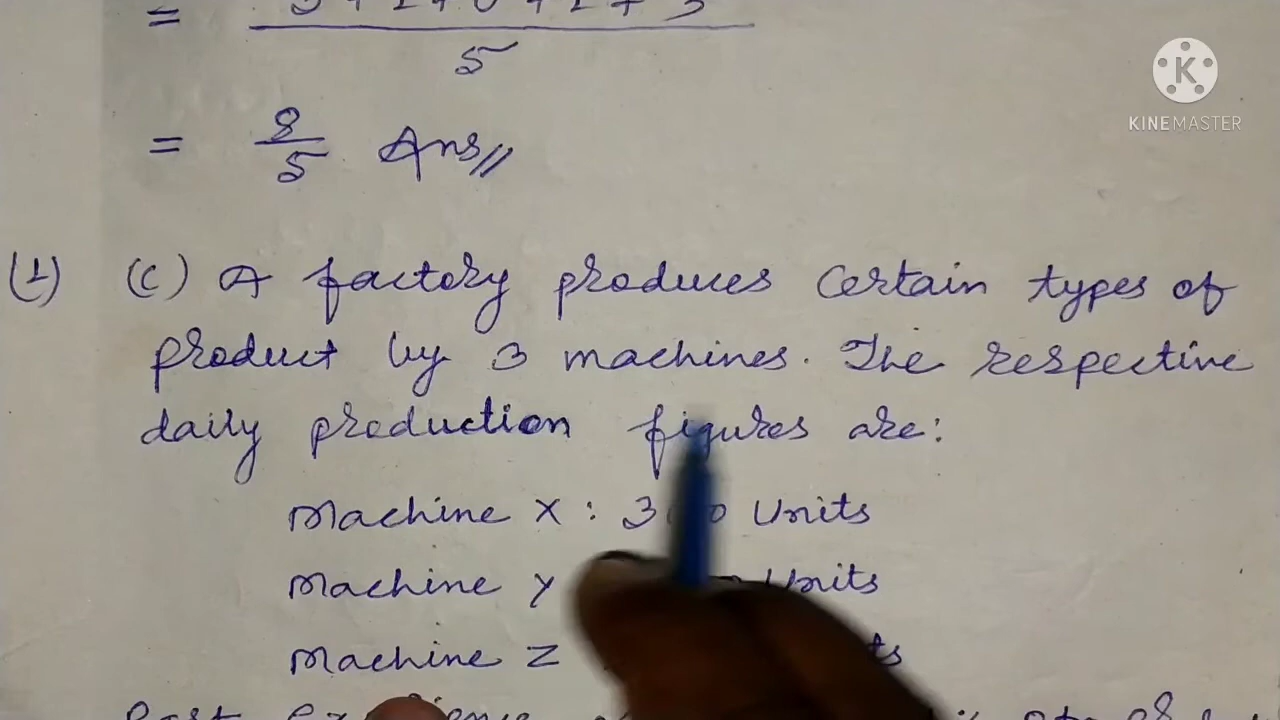 =
5
= 8/5 Ans
KINEMASTER
(1) (C) A factory produces certain types of
product by 3 machines. The respective
daily production figures are:
Machine X : Units
Machine Y Units
Machine Z
Past